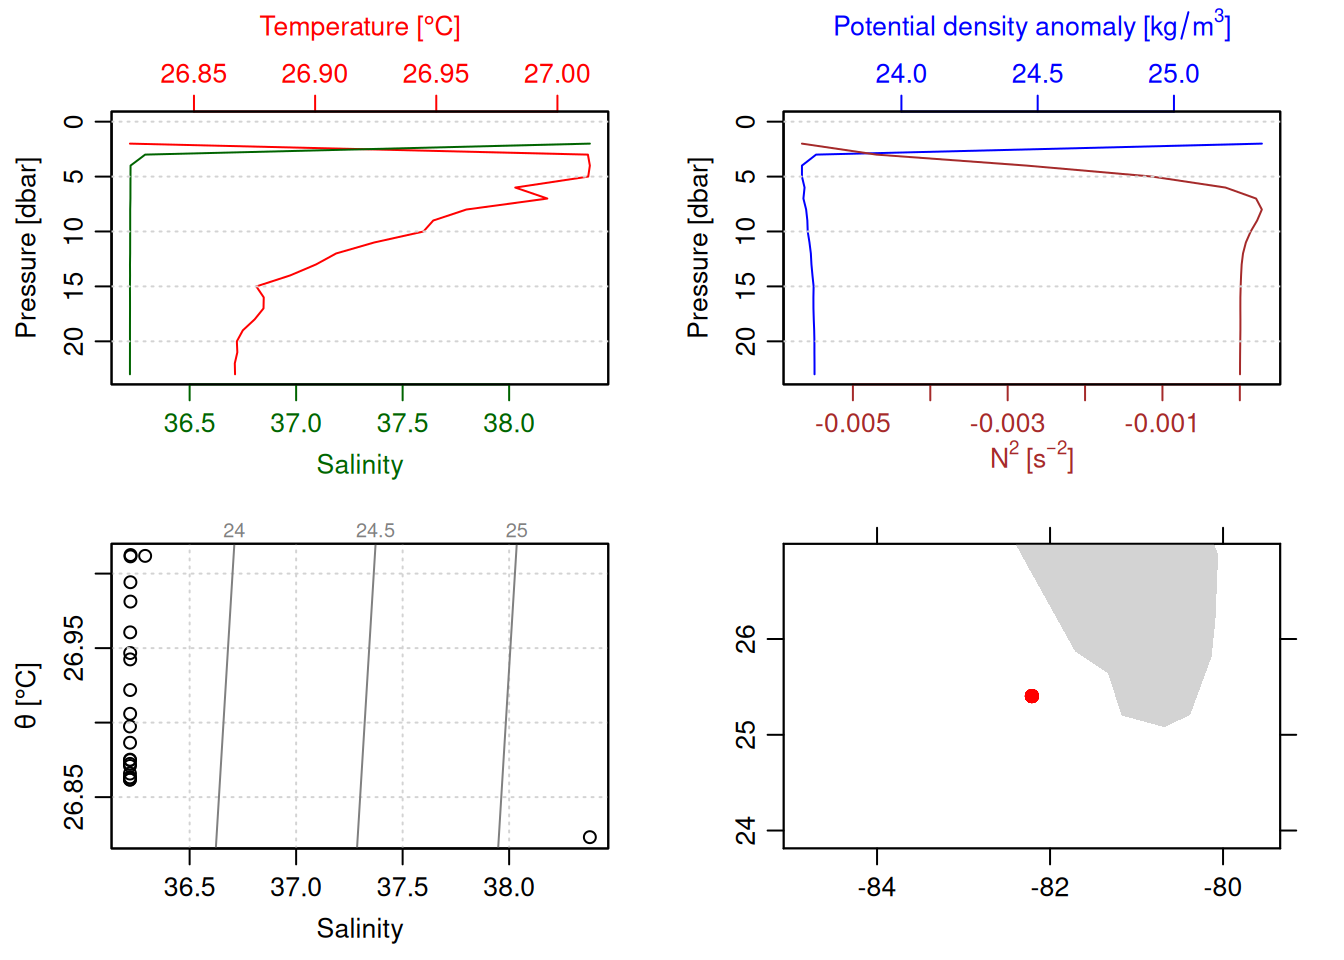 Temperature [°C]
26.85 26.90 26.95 27.00
Pressure [dbar]
0
5
10
15
20
36.5 37.0 37.5 38.0
Salinity
Potential density anomaly [kg/m³]
24.0 24.5 25.0
Pressure [dbar]
0
5
10
15
20
-0.005 -0.003 -0.001
N² [s⁻²]
24 24.5 25
θ [°C]
26.95
26.85
36.5 37.0 37.5 38.0
Salinity
26
25
24
-84 -82 -80